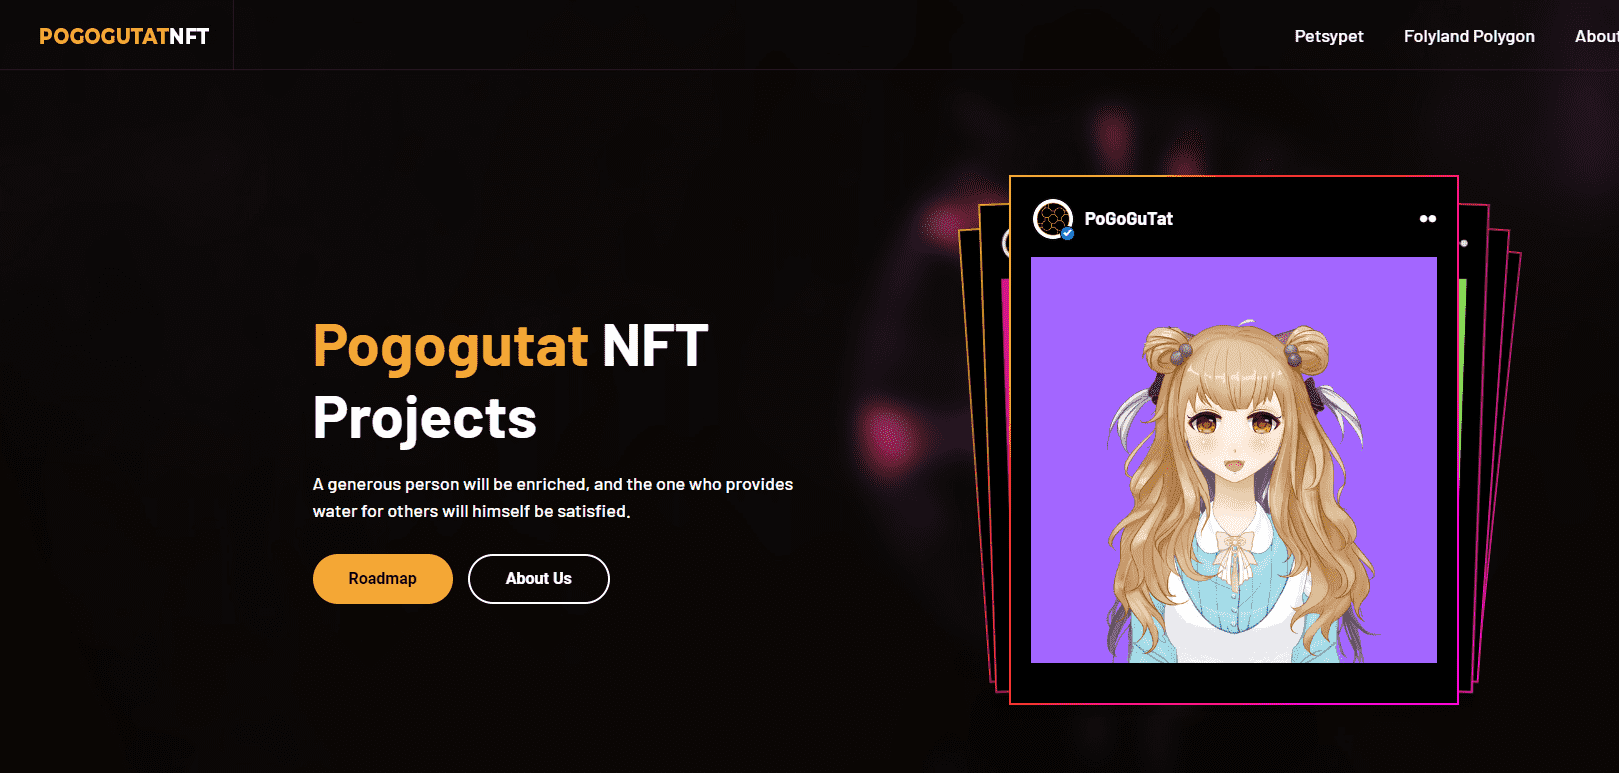 POGOGUTATNFT
Petsypet
Folyland Polygon
About
PoGoGuTat
Pogogutat NFT
Projects
A generous person will be enriched, and the one who provides
water for others will himself be satisfied.
Roadmap
About Us